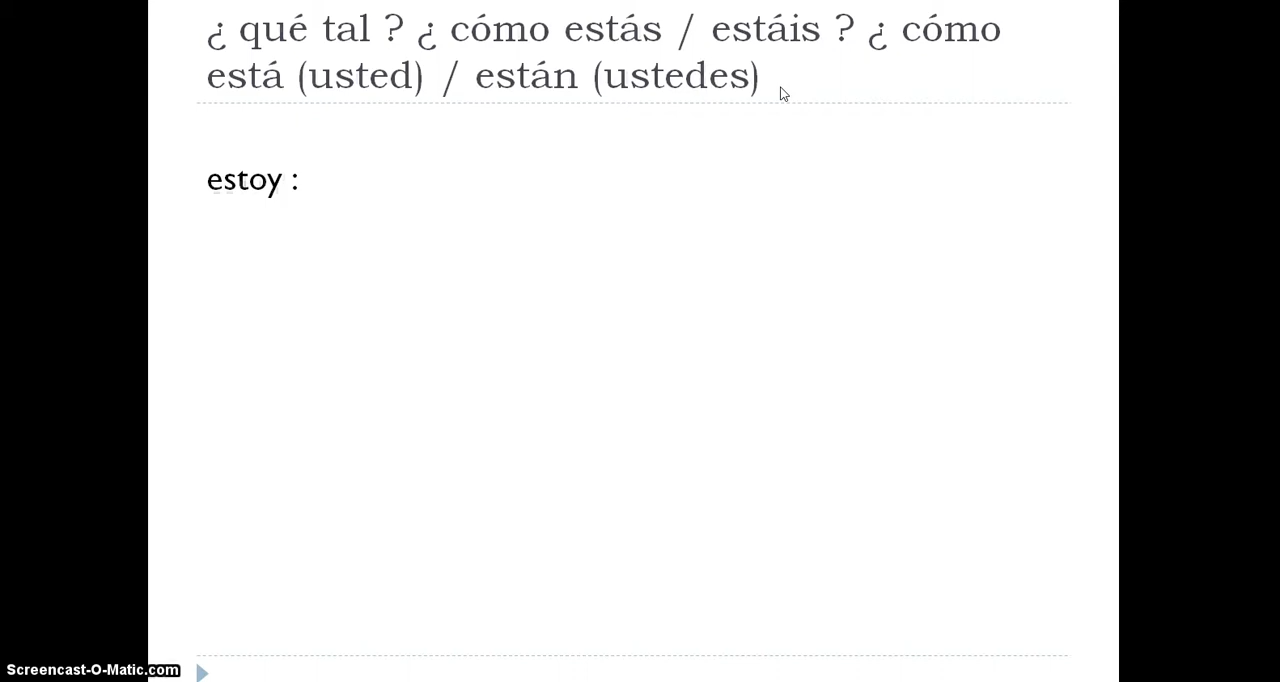 ¿ qué tal ? ¿ cómo estás / estáis ? ¿ cómo
está (usted) / están (ustedes)
estoy :
Screencast-O-Matic.com